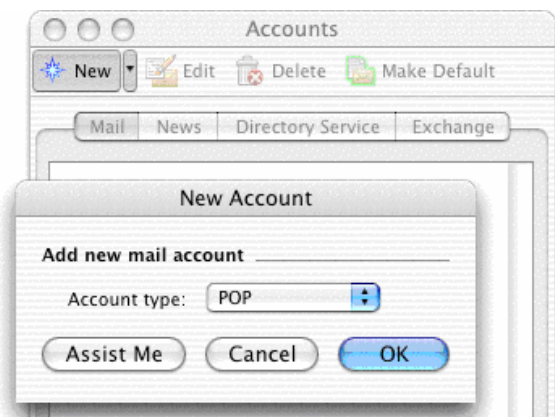 Accounts
New Edit Delete Make Default
Mail News Directory Service Exchange
New Account
Add new mail account
Account type: POP
Assist Me Cancel OK